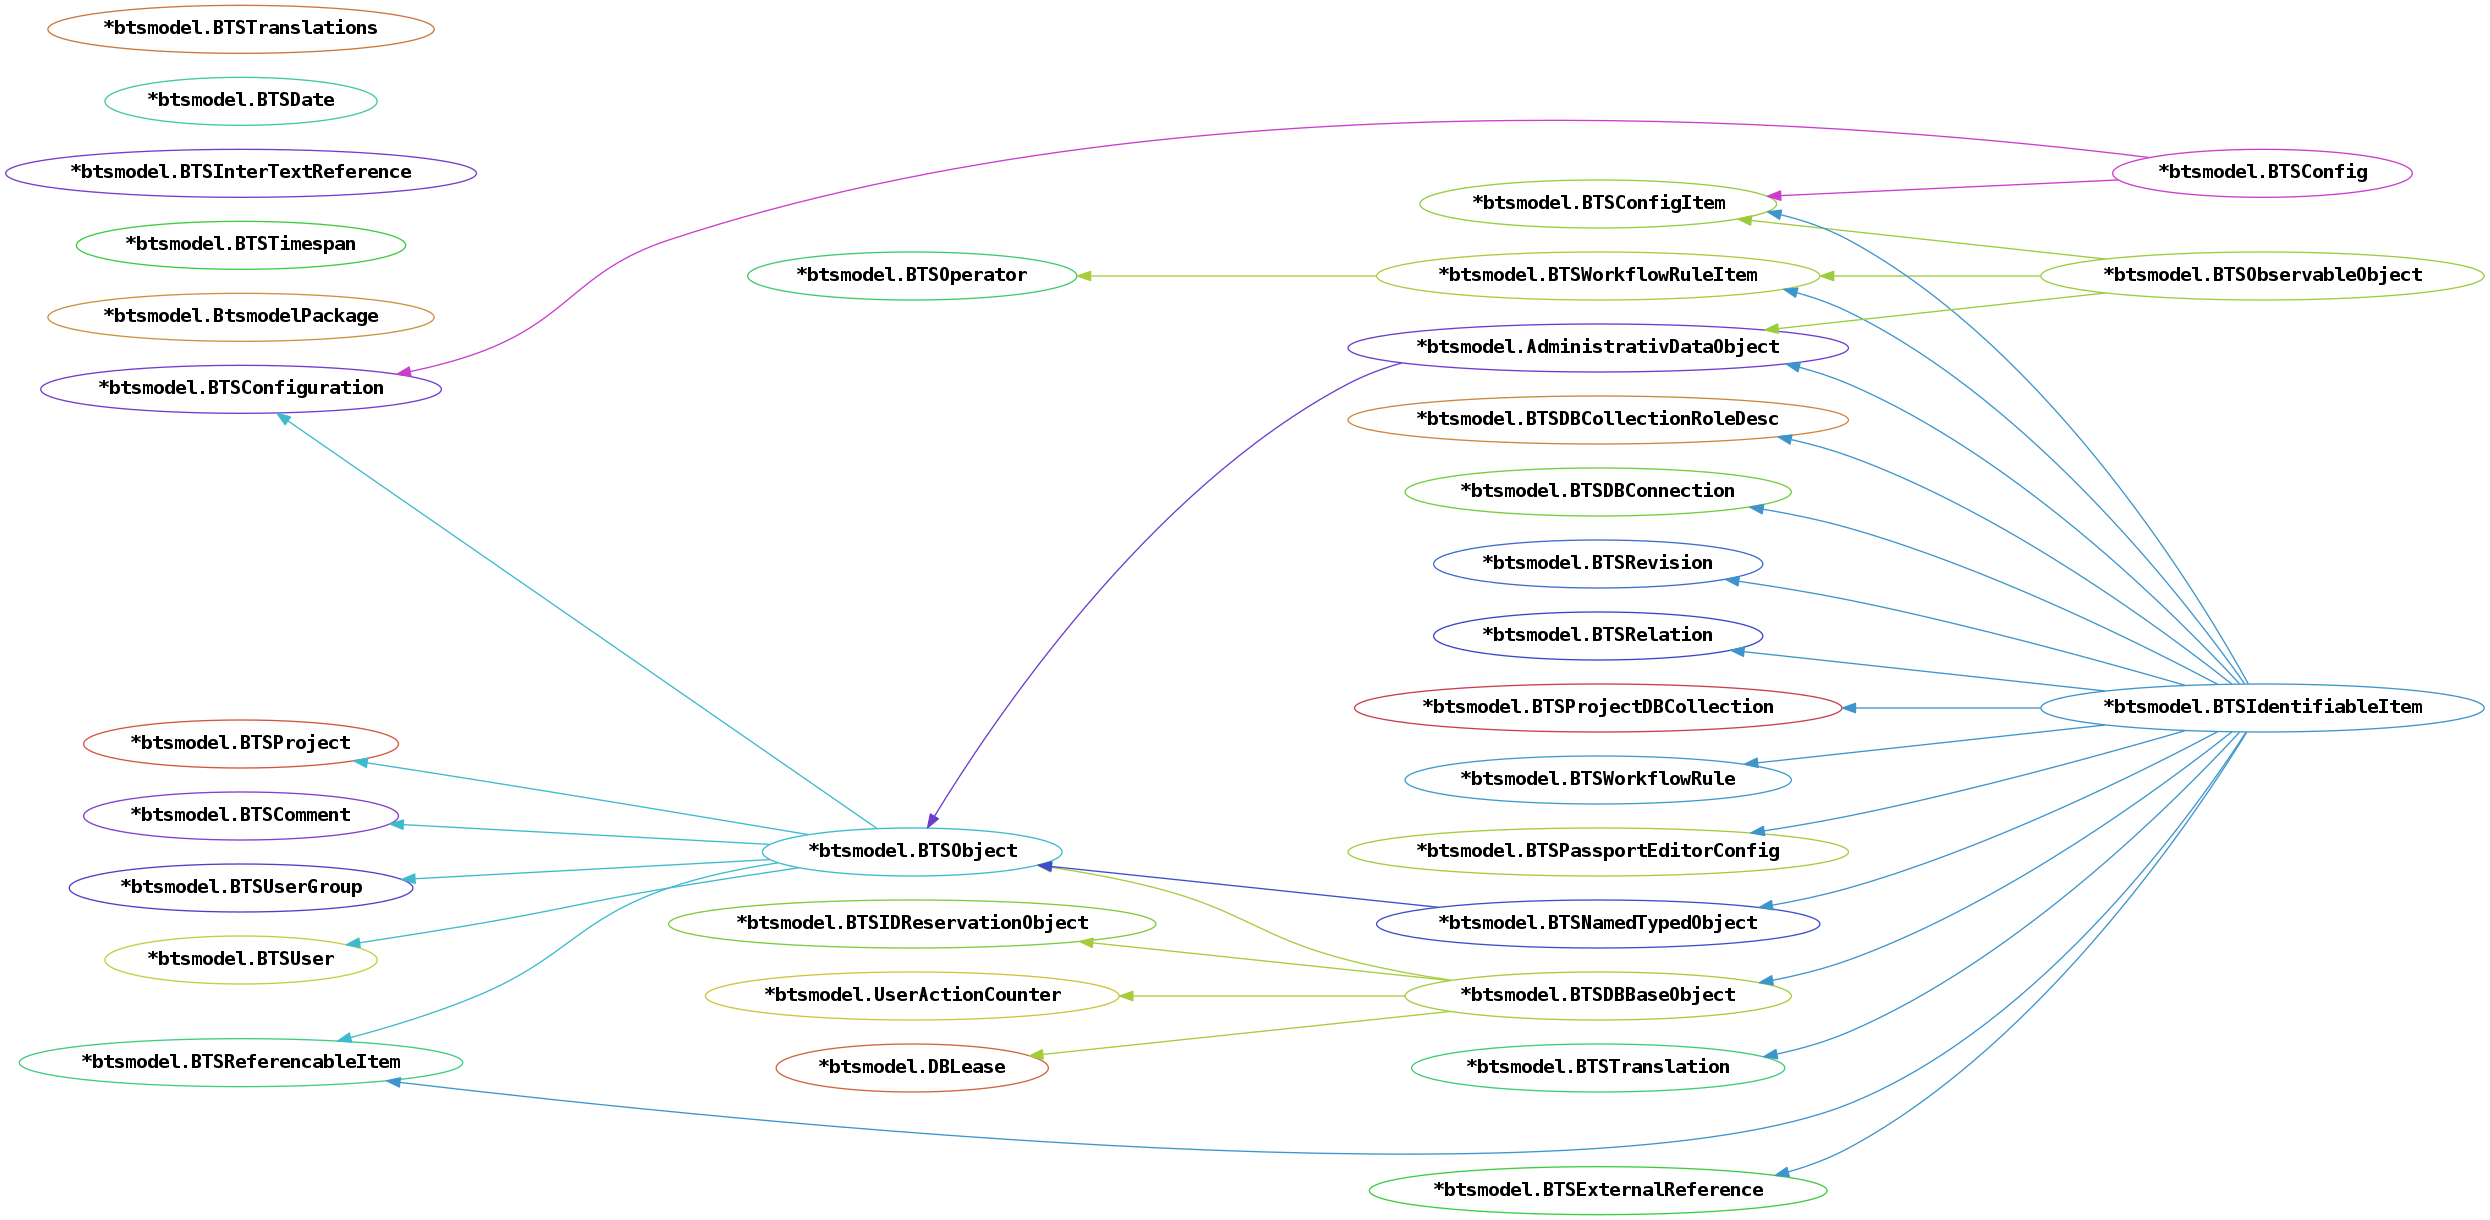 *btsmodel.BTSTranslations
*btsmodel.BTSDate
*btsmodel.BTSInterTextReference
*btsmodel.BTSTimespan
*btsmodel.BtsmodelPackage
*btsmodel.BTSConfiguration
*btsmodel.BTSProject
*btsmodel.BTSComment
*btsmodel.BTSUserGroup
*btsmodel.BTSUser
*btsmodel.BTSReferencableItem
*btsmodel.BTSOperator
*btsmodel.BTSObject
*btsmodel.BTSIDReservationObject
*btsmodel.UserActionCounter
*btsmodel.DBLease
*btsmodel.BTSConfigItem
*btsmodel.BTSWorkflowRuleItem
*btsmodel.AdministrativDataObject
*btsmodel.BTSDBCollectionRoleDesc
*btsmodel.BTSDBConnection
*btsmodel.BTSRevision
*btsmodel.BTSRelation
*btsmodel.BTSProjectDBCollection
*btsmodel.BTSWorkflowRule
*btsmodel.BTSPassportEditorConfig
*btsmodel.BTSNamedTypedObject
*btsmodel.BTSDBBaseObject
*btsmodel.BTSTranslation
*btsmodel.BTSExternalReference
*btsmodel.BTSConfig
*btsmodel.BTSObservableObject
*btsmodel.BTSIdentifiableItem